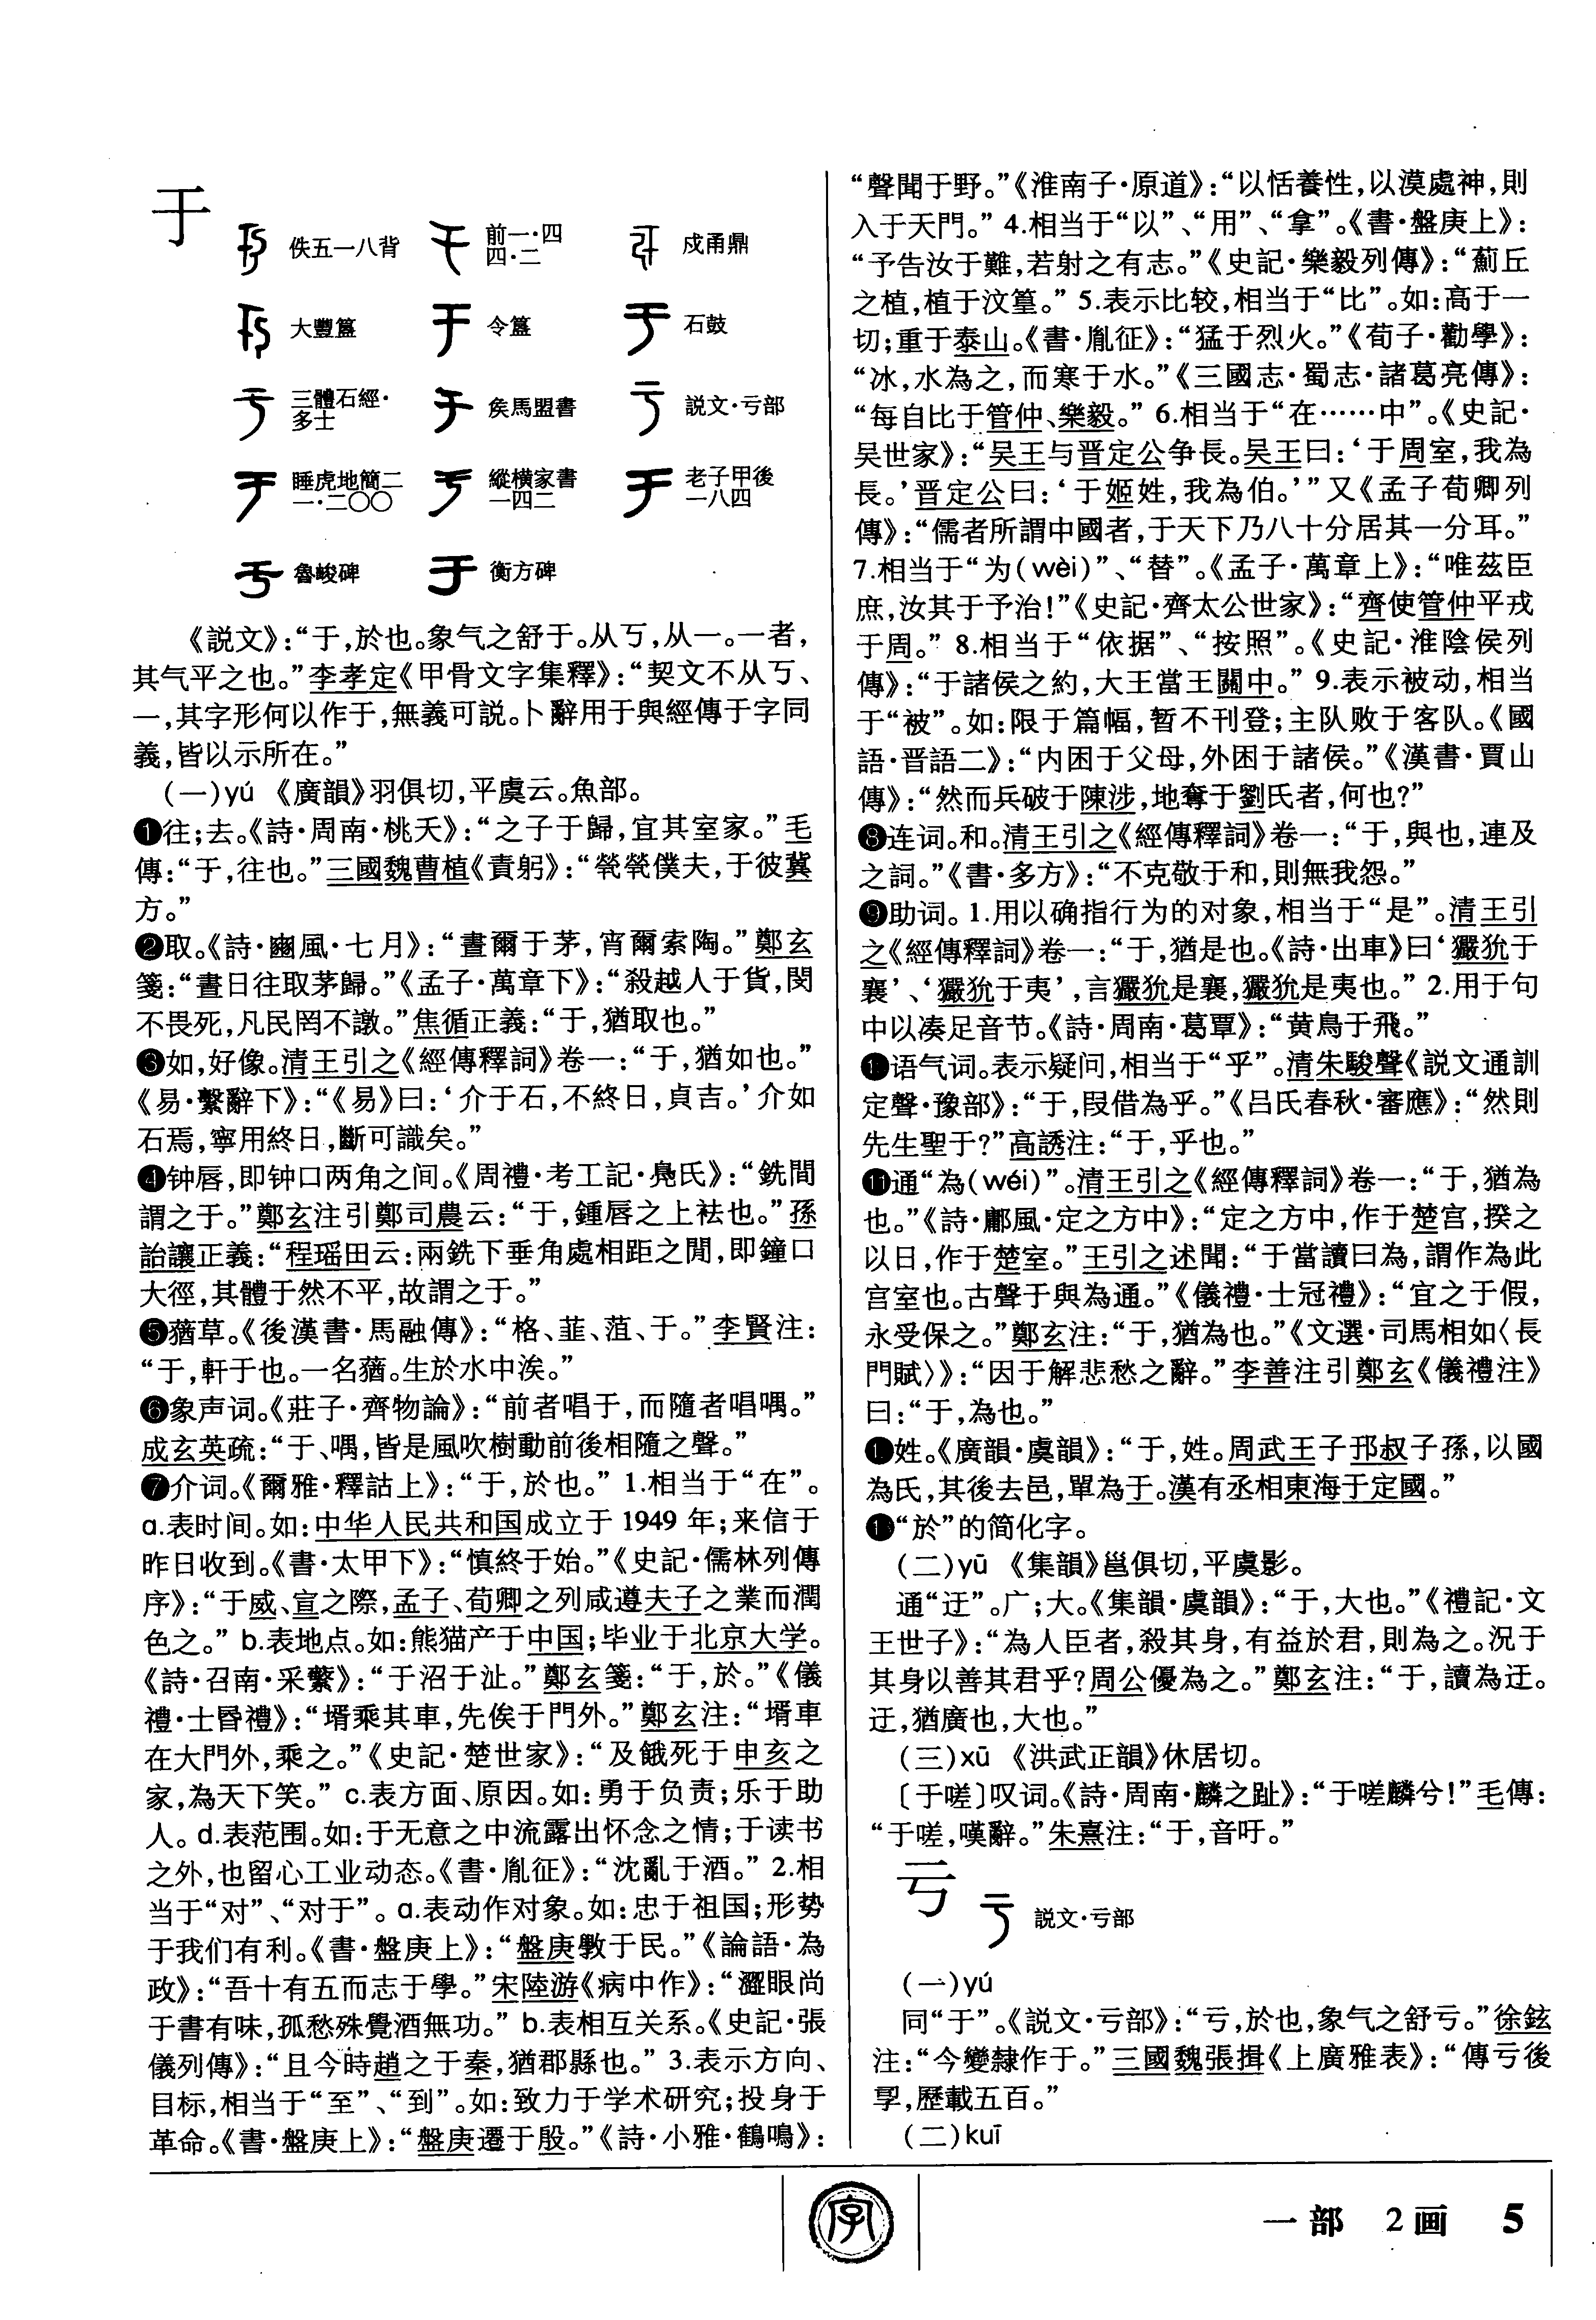 于
佚五一八背
前一·四
四·二
戍甬鼎
大豐簋
令簋
石鼓
三體石經·
多士
矦馬盟書
説文·亏部
睡虎地簡二
一·二〇〇
縱横家書
一四二
老子甲後
一八四
魯峻碑
衡方碑
《説文》：“于，於也。象气之舒于。从丂，从一。一者，
其气平之也。”李孝定《甲骨文字集釋》：“契文不从丂、
一，其字形何以作于，無義可説。卜辭用于與經傳于字同
義，皆以示所在。”
（一）yú 《廣韻》羽俱切，平虞云。魚部。
❶往；去。《詩·周南·桃夭》：“之子于歸，宜其室家。”毛
傳：“于，往也。”三國魏曹植《責躬》：“煢煢僕夫，于彼冀
方。”
❷取。《詩·豳風·七月》：“晝爾于茅，宵爾索陶。”鄭玄
箋：“晝日往取茅歸。”《孟子·萬章下》：“殺越人于貨，閔
不畏死，凡民罔不譈。”焦循正義：“于，猶取也。”
❸如，好像。清王引之《經傳釋詞》卷一：“于，猶如也。”
《易·繫辭下》：“《易》曰：‘介于石，不終日，貞吉。’介如
石焉，寧用終日，斷可識矣。”
❹钟唇，即钟口两角之间。《周禮·考工記·鳧氏》：“銑間
謂之于。”鄭玄注引鄭司農云：“于，鍾唇之上袪也。”孫
詒讓正義：“程瑶田云：兩銑下垂角處相距之閒，即鐘口
大徑，其體于然不平，故謂之于。”
❺蕕草。《後漢書·馬融傳》：“格、韮、菹、于。”李賢注：
“于，軒于也。一名蕕。生於水中涘。”
❻象声词。《莊子·齊物論》：“前者唱于，而隨者唱喁。”
成玄英疏：“于、喁，皆是風吹樹動前後相隨之聲。”
❼介词。《爾雅·釋詁上》：“于，於也。” 1.相当于“在”。
a.表时间。如：中华人民共和国成立于 1949 年；来信于
昨日收到。《書·太甲下》：“慎終于始。”《史記·儒林列傳
序》：“于威、宣之際，孟子、荀卿之列咸遵夫子之業而潤
色之。” b.表地点。如：熊猫产于中国；毕业于北京大学。
《詩·召南·采蘩》：“于沼于沚。”鄭玄箋：“于，於。”《儀
禮·士昏禮》：“壻乘其車，先俟于門外。”鄭玄注：“壻車
在大門外，乘之。”《史記·楚世家》：“及餓死于申亥之
家，為天下笑。” c.表方面、原因。如：勇于负责；乐于助
人。d.表范围。如：于无意之中流露出怀念之情；于读书
之外，也留心工业动态。《書·胤征》：“沈亂于酒。” 2.相
当于“对”、“对于”。a.表动作对象。如：忠于祖国；形势
于我们有利。《書·盤庚上》：“盤庚斆于民。”《論語·為
政》：“吾十有五而志于學。”宋陸游《病中作》：“澀眼尚
于書有味，孤愁殊覺酒無功。” b.表相互关系。《史記·張
儀列傳》：“且今時趙之于秦，猶郡縣也。” 3.表示方向、
目标，相当于“至”、“到”。如：致力于学术研究；投身于
革命。《書·盤庚上》：“盤庚遷于殷。”《詩·小雅·鶴鳴》：
“聲聞于野。”《淮南子·原道》：“以恬養性，以漠處神，則
入于天門。” 4.相当于“以”、“用”、“拿”。《書·盤庚上》：
“予告汝于難，若射之有志。”《史記·樂毅列傳》：“薊丘
之植，植于汶篁。” 5.表示比较，相当于“比”。如：高于一
切；重于泰山。《書·胤征》：“猛于烈火。”《荀子·勸學》：
“冰，水為之，而寒于水。”《三國志·蜀志·諸葛亮傳》：
“每自比于管仲、樂毅。” 6.相当于“在……中”。《史記·
吴世家》：“吴王与晋定公争長。吴王曰：‘于周室，我為
長。’晋定公曰：‘于姬姓，我為伯。’”又《孟子荀卿列
傳》：“儒者所謂中國者，于天下乃八十分居其一分耳。”
7.相当于“为（wèi）”、“替”。《孟子·萬章上》：“唯茲臣
庶，汝其于予治！”《史記·齊太公世家》：“齊使管仲平戎
于周。” 8.相当于“依据”、“按照”。《史記·淮陰侯列
傳》：“于諸侯之約，大王當王關中。” 9.表示被动，相当
于“被”。如：限于篇幅，暂不刊登；主队败于客队。《國
語·晋語二》：“内困于父母，外困于諸侯。”《漢書·賈山
傳》：“然而兵破于陳涉，地奪于劉氏者，何也？”
❽连词。和。清王引之《經傳釋詞》卷一：“于，與也，連及
之詞。”《書·多方》：“不克敬于和，則無我怨。”
❾助词。1.用以确指行为的对象，相当于“是”。清王引
之《經傳釋詞》卷一：“于，猶是也。《詩·出車》曰‘玁狁于
襄’、‘玁狁于夷’，言玁狁是襄，玁狁是夷也。” 2.用于句
中以凑足音节。《詩·周南·葛覃》：“黄鳥于飛。”
❿语气词。表示疑问，相当于“乎”。清朱駿聲《説文通訓
定聲·豫部》：“于，叚借為乎。”《吕氏春秋·審應》：“然則
先生聖于？”高誘注：“于，乎也。”
⓫通“為（wéi）”。清王引之《經傳釋詞》卷一：“于，猶為
也。”《詩·鄘風·定之方中》：“定之方中，作于楚宫，揆之
以日，作于楚室。”王引之述聞：“于當讀曰為，謂作為此
宫室也。古聲于與為通。”《儀禮·士冠禮》：“宜之于假，
永受保之。”鄭玄注：“于，猶為也。”《文選·司馬相如〈長
門賦〉》：“因于解悲愁之辭。”李善注引鄭玄《儀禮注》
曰：“于，為也。”
⓬姓。《廣韻·虞韻》：“于，姓。周武王子邘叔子孫，以國
為氏，其後去邑，單為于。漢有丞相東海于定國。”
⓭“於”的简化字。
（二）yū 《集韻》邕俱切，平虞影。
通“迂”。广；大。《集韻·虞韻》：“于，大也。”《禮記·文
王世子》：“為人臣者，殺其身，有益於君，則為之。況于
其身以善其君乎？周公優為之。”鄭玄注：“于，讀為迂。
迂，猶廣也，大也。”
（三）xū 《洪武正韻》休居切。
〔于嗟〕叹词。《詩·周南·麟之趾》：“于嗟麟兮！”毛傳：
“于嗟，嘆辭。”朱熹注：“于，音吁。”
亏
説文·亏部
（一）yú
同“于”。《説文·亏部》：“亏，於也，象气之舒亏。”徐鉉
注：“今變隸作于。”三國魏張揖《上廣雅表》：“傳亏後
孠，歷載五百。”
（二）kuī
字
一部 2画 5